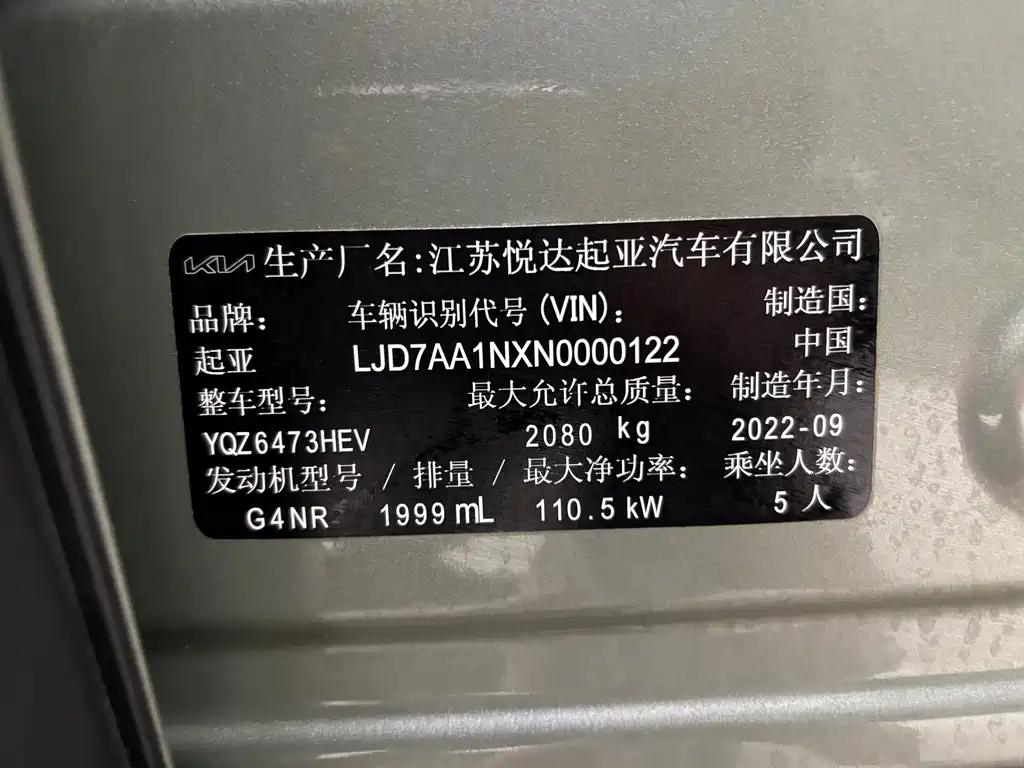 KIA 生产厂名:江苏悦达起亚汽车有限公司
品牌: 车辆识别代号(VIN): 制造国:
起亚 LJD7AA1NXN0000122 中国
整车型号: 最大允许总质量: 制造年月:
YQZ6473HEV 2080 kg 2022-09
发动机型号 / 排量 / 最大净功率: 乘坐人数:
G4NR 1999 mL 110.5 kW 5 人